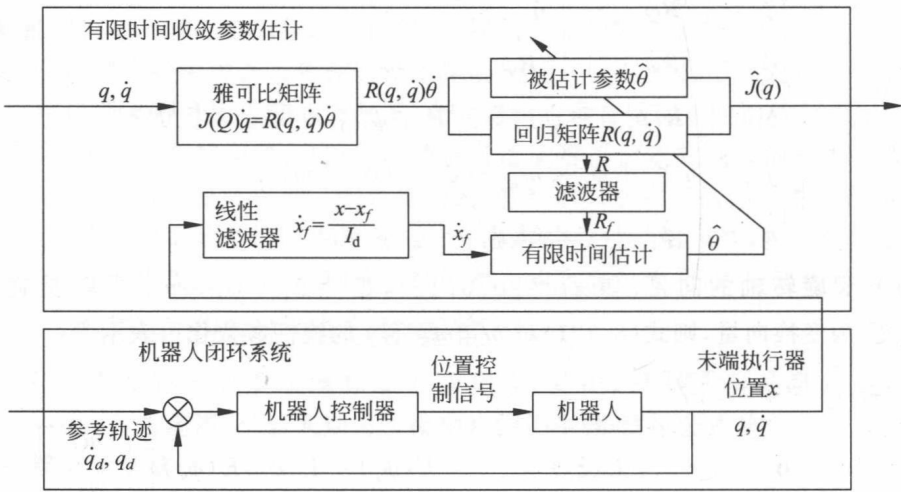 有限时间收敛参数估计
q, q̇
雅可比矩阵
J(Q)q̇=R(q, q̇)θ̇
R(q, q̇)θ̇
被估计参数θ̂
回归矩阵R(q, q̇)
Ĵ(q)
R
滤波器
R_f
线性
滤波器
ẋ_f = (x−x_f)/I_d
ẋ_f
有限时间估计
θ̂
机器人闭环系统
参考轨迹
q̇_d, q_d
机器人控制器
位置控
制信号
机器人
末端执行器
位置x
q, q̇